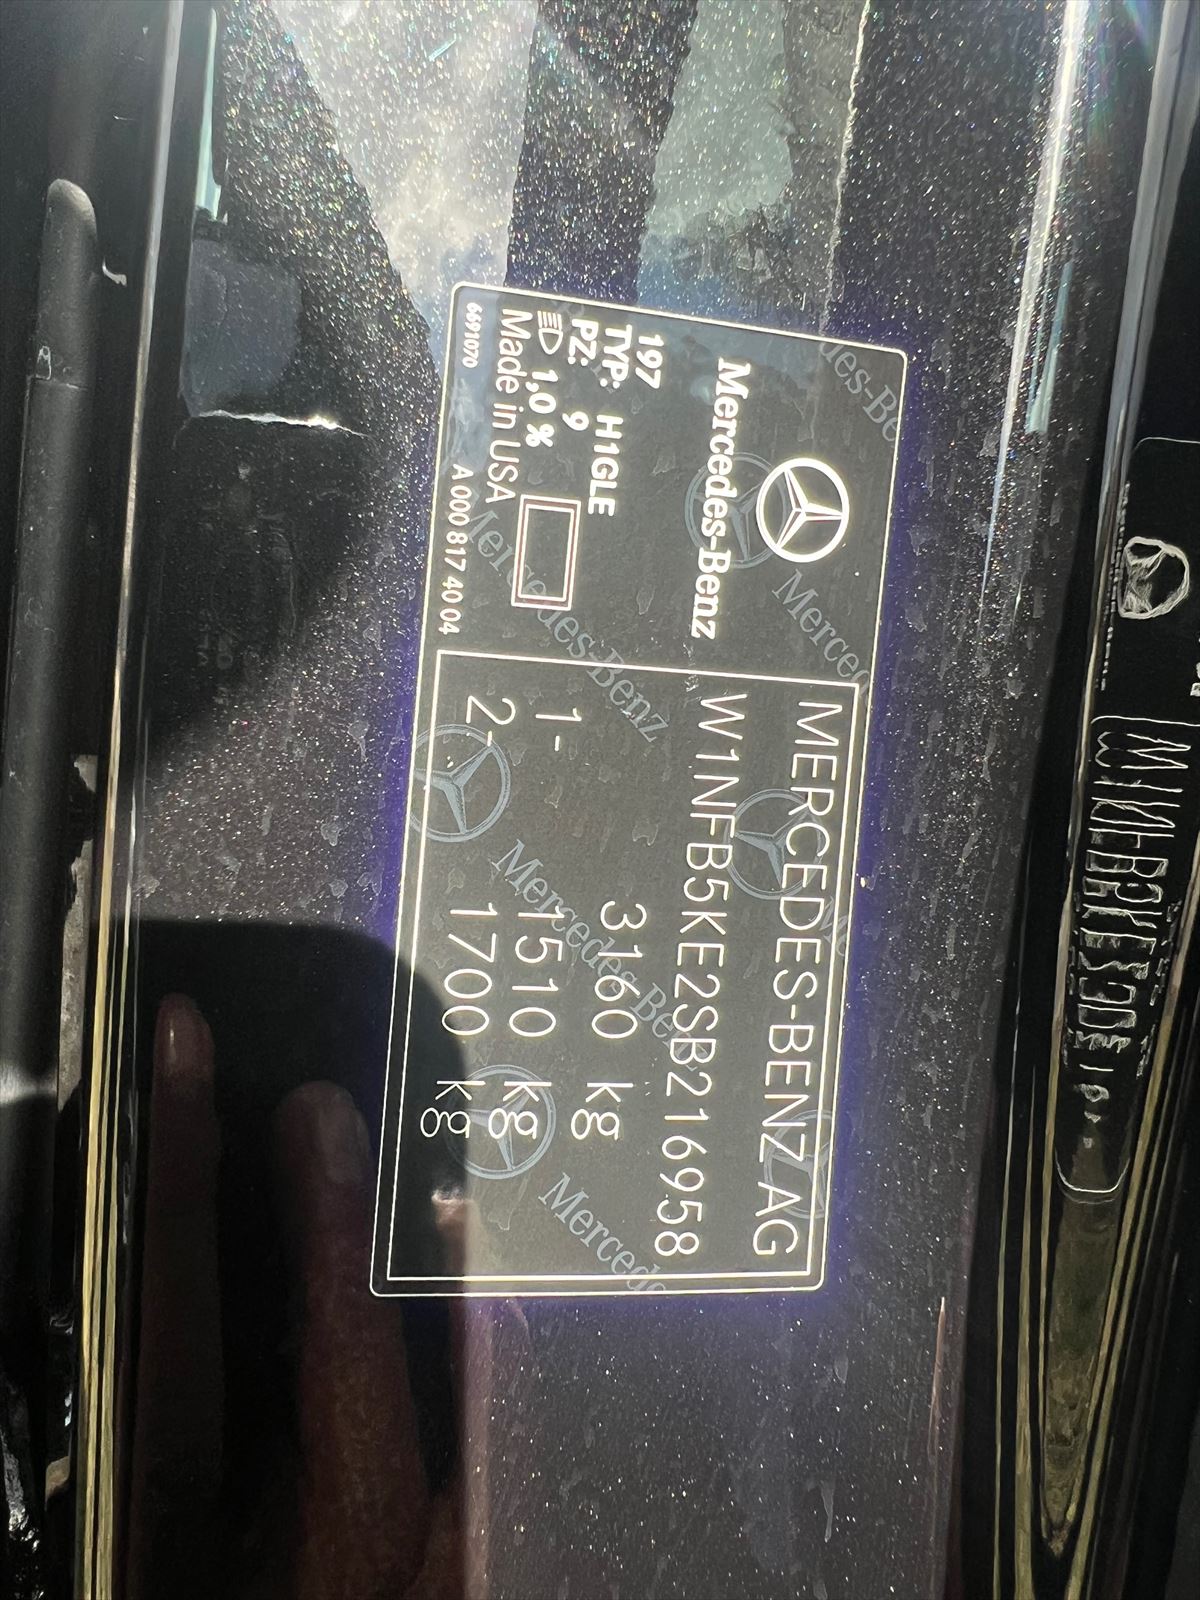 Mercedes-Benz
197
TYP: H1GLE
PZ: 9
1,0 %
Made in USA
6691070 A 000 817 40 04
MERCEDES-BENZ AG
W1NFB5KE2SB216958
3160 kg
1- 1510 kg
2- 1700 kg